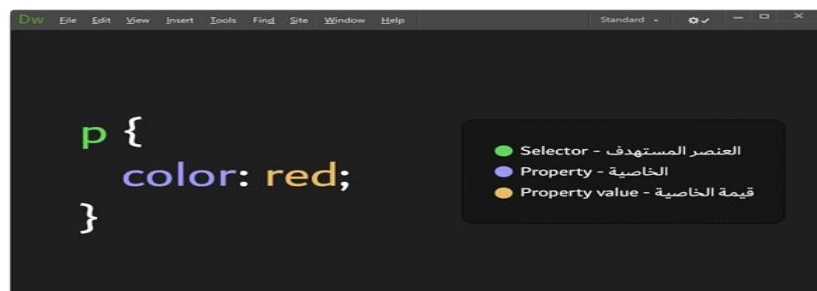 Dw File Edit View Insert Tools Find Site Window Help Standard
p {
color: red;
}
Selector - العنصر المستهدف
Property - الخاصية
Property value - قيمة الخاصية